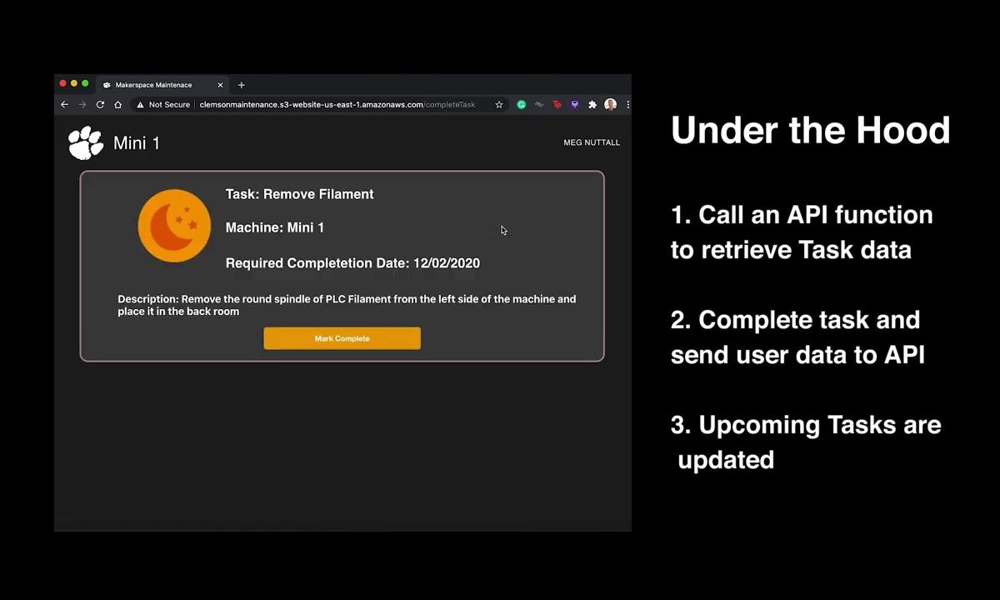 Makerspace Maintenace
Not Secure
clemsonmaintenance.s3-website-us-east-1.amazonaws.com/completeTask
Tp
Mini 1
MEG NUTTALL
Task: Remove Filament
Machine: Mini 1
Required Completetion Date: 12/02/2020
Description: Remove the round spindle of PLC Filament from the left side of the machine and
place it in the back room
Mark Complete
Under the Hood
1. Call an API function
to retrieve Task data
2. Complete task and
send user data to API
3. Upcoming Tasks are
updated